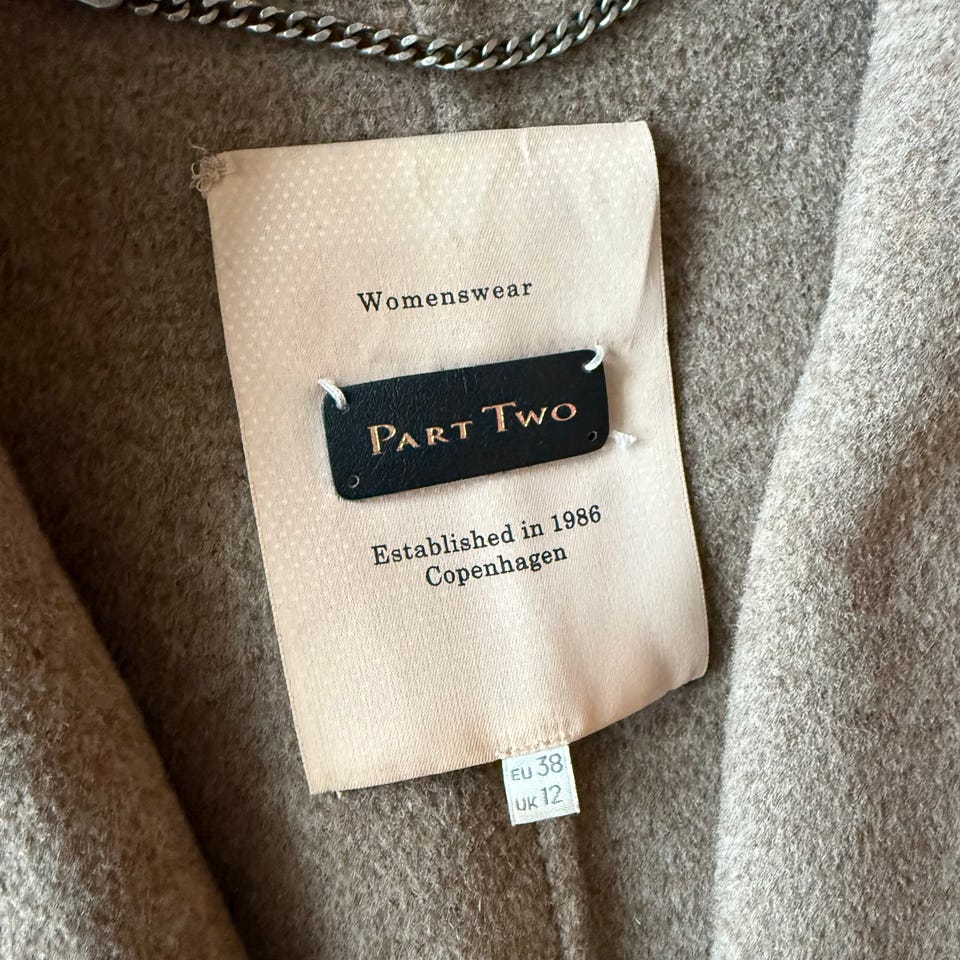 Womenswear
PART TWO
Established in 1986
Copenhagen
EU 38
UK 12